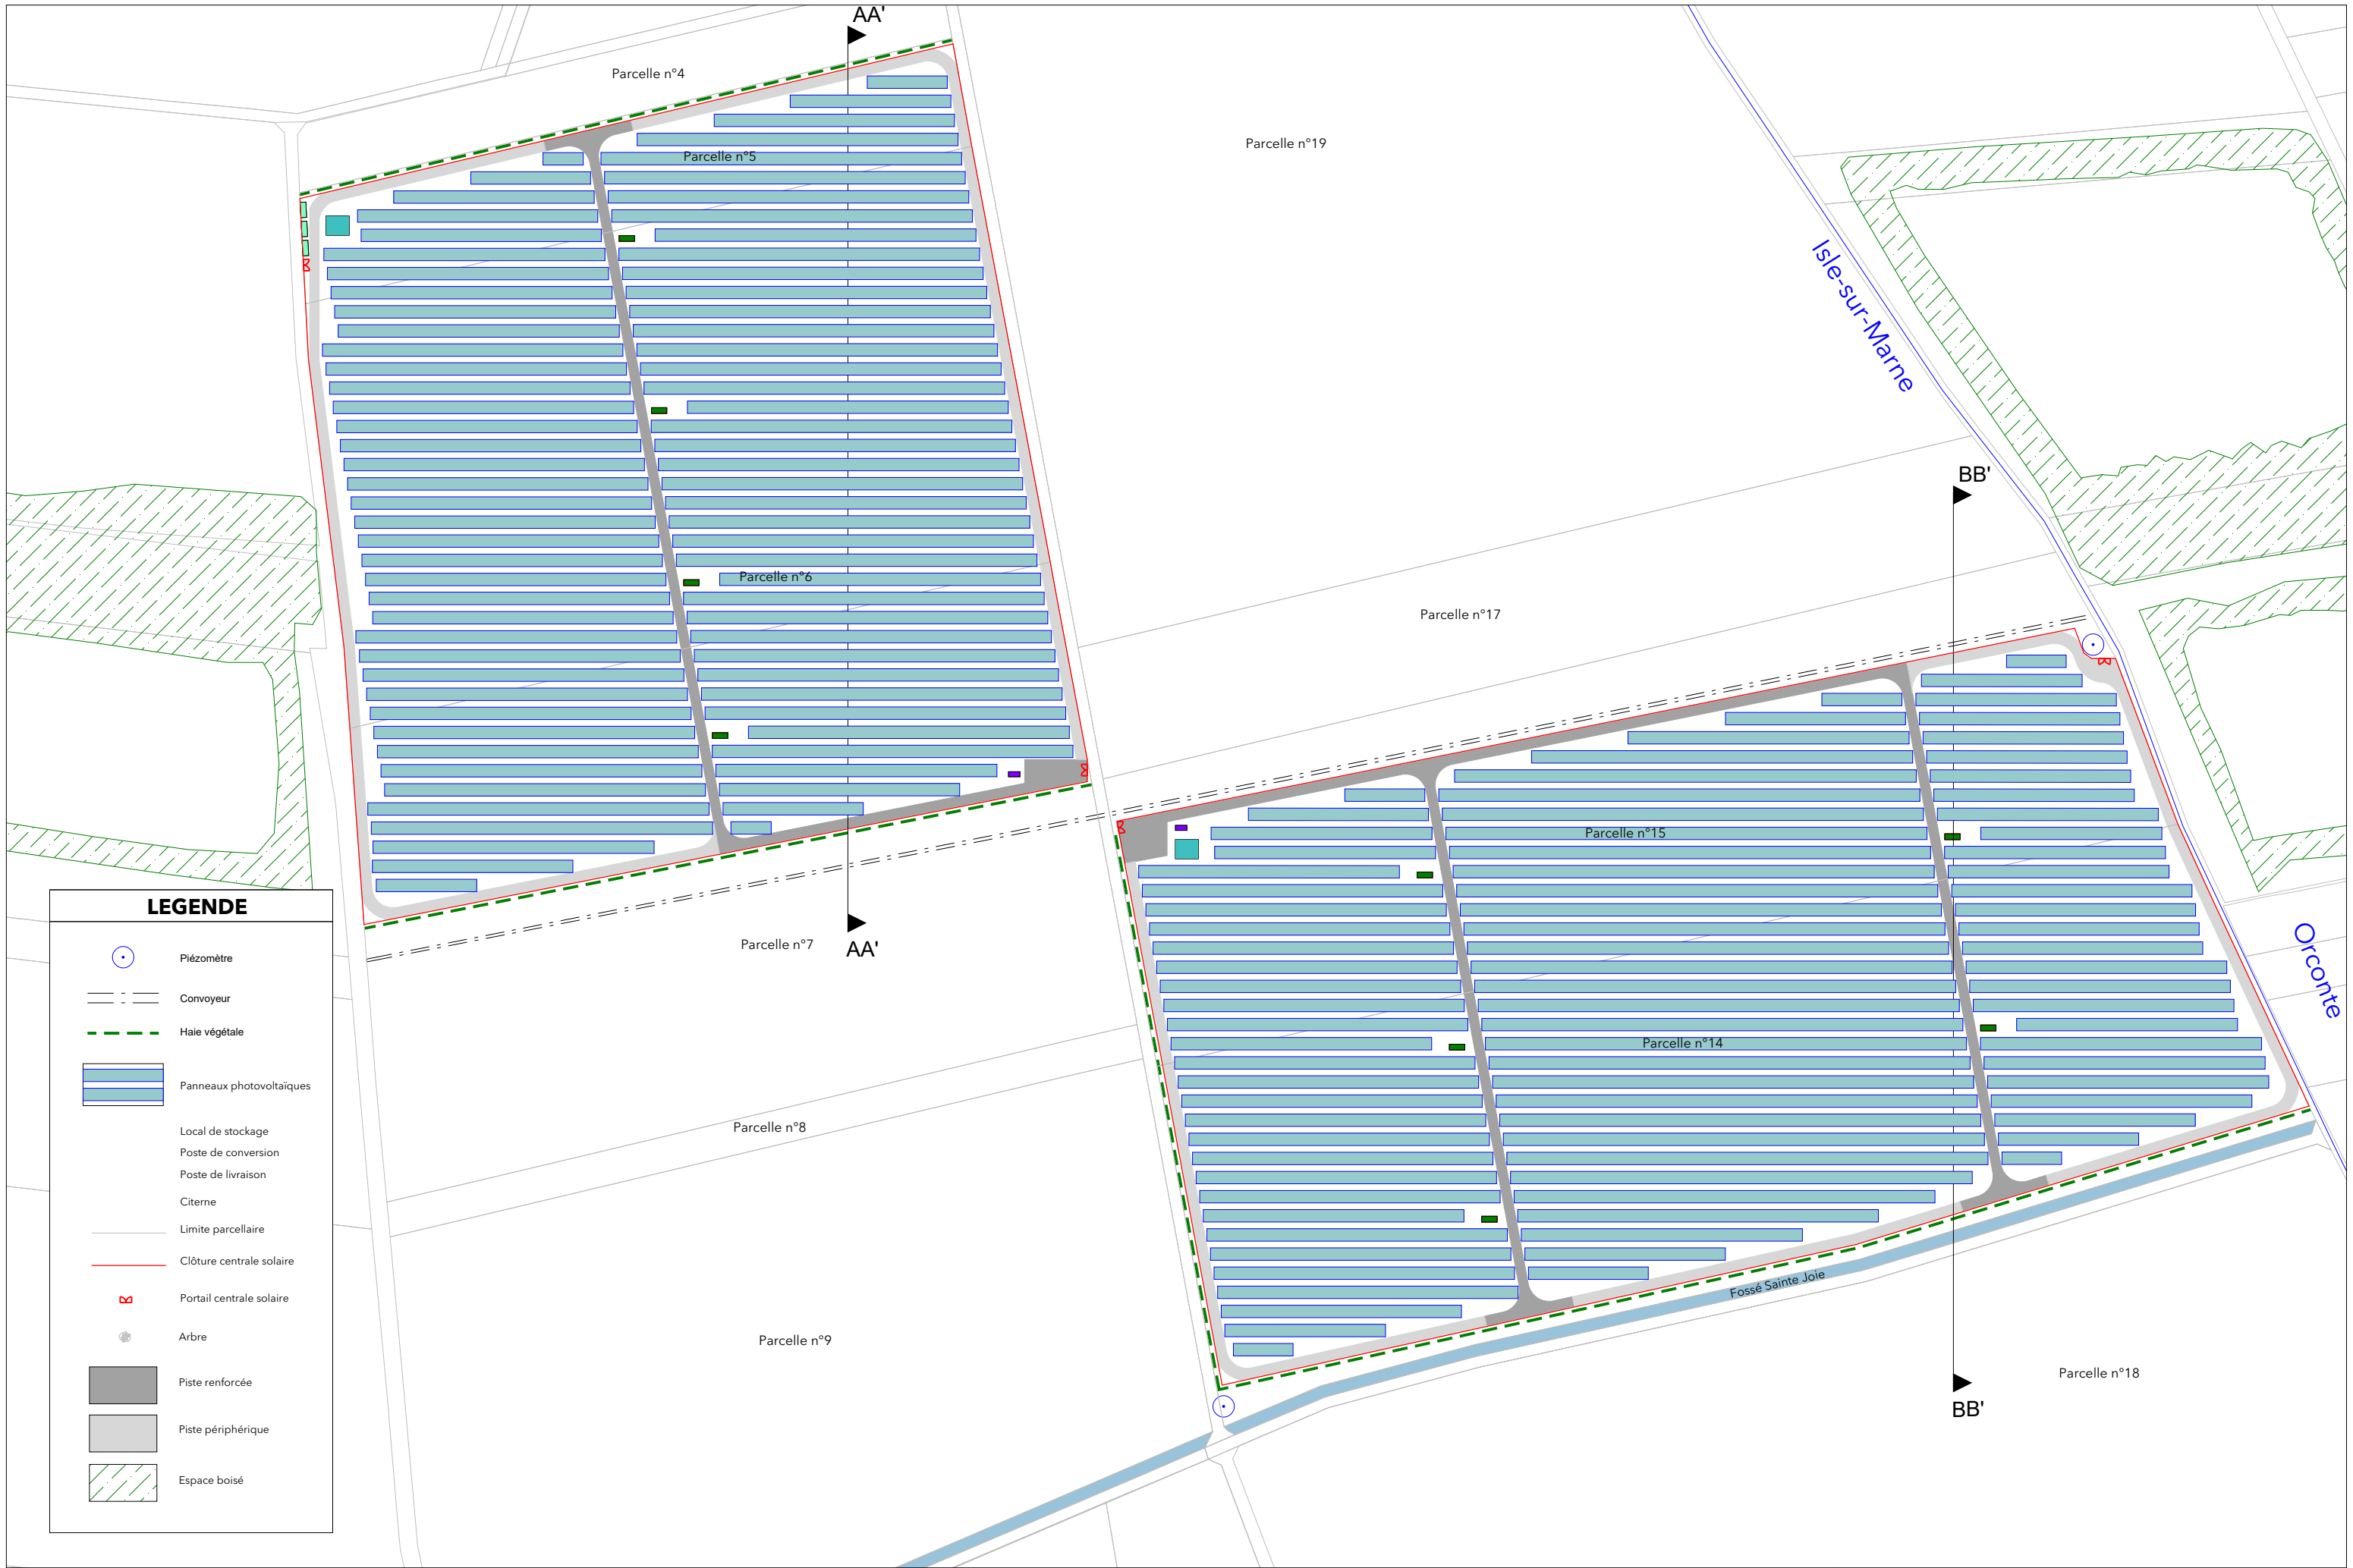 AA'
Parcelle n°4
Parcelle n°5
Parcelle n°19
Isle-sur-Marne
BB'
Parcelle n°6
Parcelle n°17
Parcelle n°15
Parcelle n°7
AA'
Orconte
Parcelle n°14
Parcelle n°8
Fossé Sainte Joie
Parcelle n°9
Parcelle n°18
BB'
LEGENDE
Piézomètre
Convoyeur
Haie végétale
Panneaux photovoltaïques
Local de stockage
Poste de conversion
Poste de livraison
Citerne
Limite parcellaire
Clôture centrale solaire
Portail centrale solaire
Arbre
Piste renforcée
Piste périphérique
Espace boisé